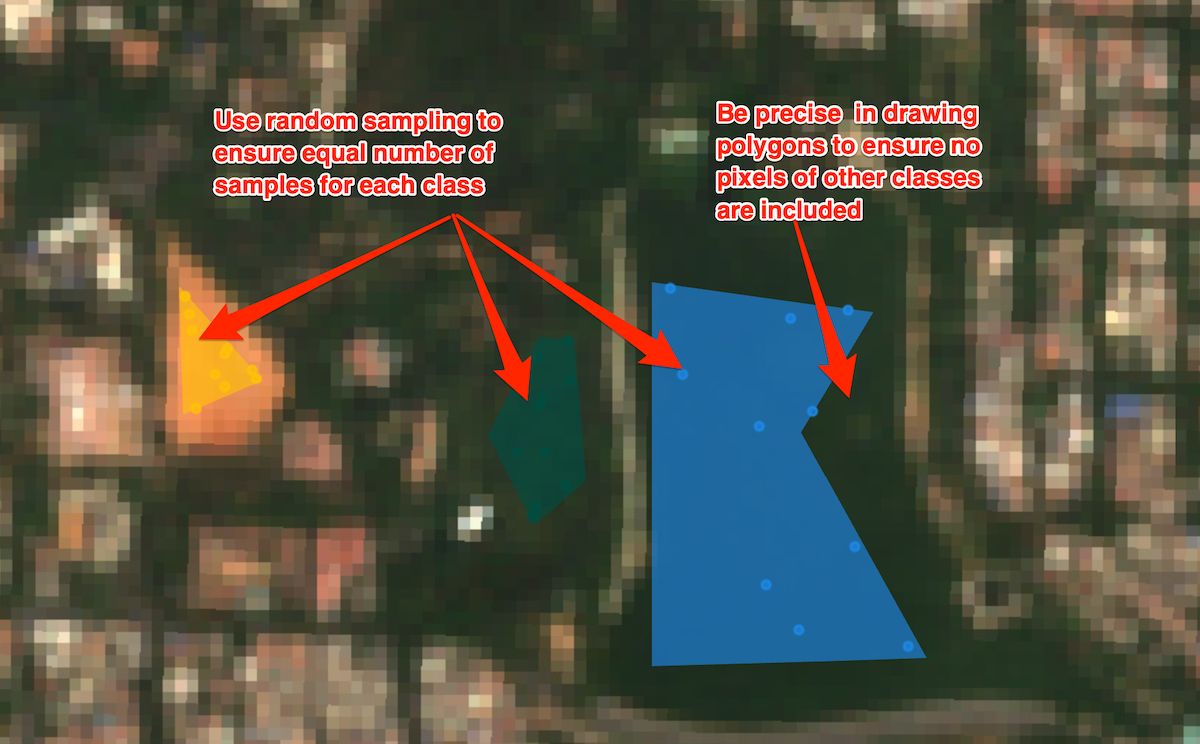 Use random sampling to
ensure equal number of
samples for each class
Be precise in drawing
polygons to ensure no
pixels of other classes
are included